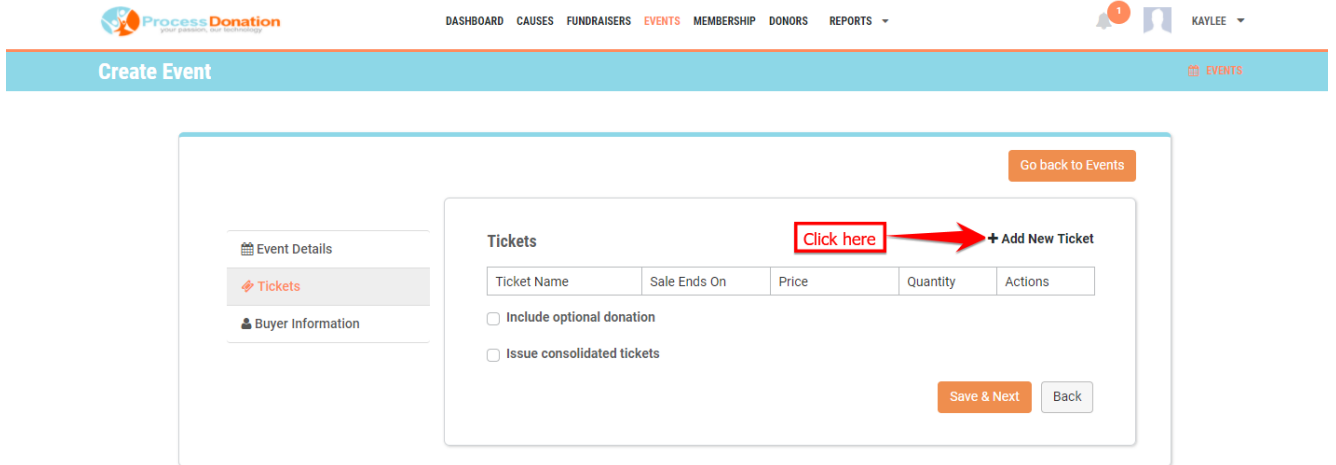 Process Donation
your passion, our technology
DASHBOARD CAUSES FUNDRAISERS EVENTS MEMBERSHIP DONORS REPORTS
1
KAYLEE
Create Event
EVENTS
Go back to Events
Event Details
Tickets
Buyer Information
Tickets
Click here
+ Add New Ticket
Ticket Name Sale Ends On Price Quantity Actions
Include optional donation
Issue consolidated tickets
Save & Next Back